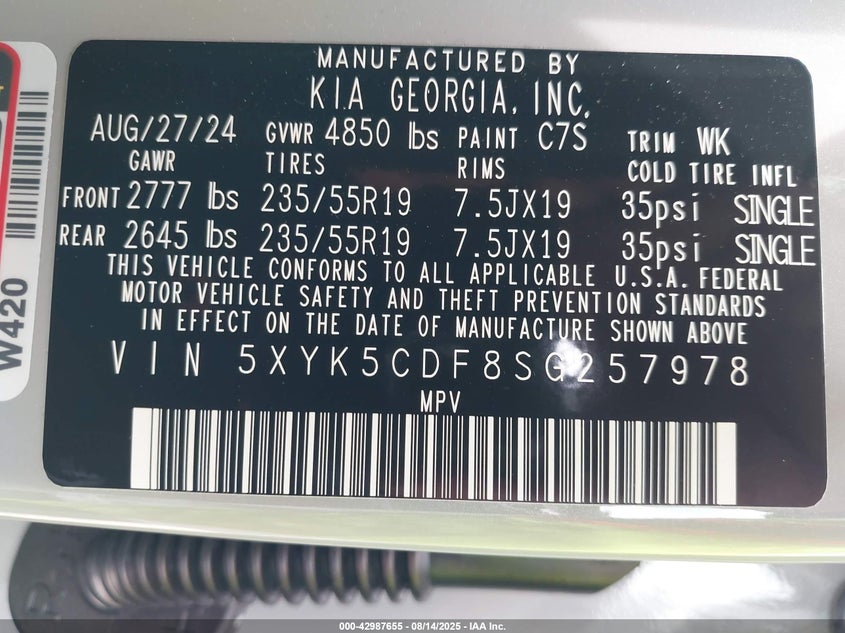 MANUFACTURED BY
KIA GEORGIA, INC.
AUG/27/24 GVWR 4850 lbs PAINT C7S TRIM WK
GAWR TIRES RIMS COLD TIRE INFL
FRONT 2777 lbs 235/55R19 7.5JX19 35psi SINGLE
REAR 2645 lbs 235/55R19 7.5JX19 35psi SINGLE
THIS VEHICLE CONFORMS TO ALL APPLICABLE U.S.A. FEDERAL
MOTOR VEHICLE SAFETY AND THEFT PREVENTION STANDARDS
IN EFFECT ON THE DATE OF MANUFACTURE SHOWN ABOVE
VIN 5XYK5CDF8SG257978
MPV
W420
000-42987655 - 08/14/2025 - IAA Inc.